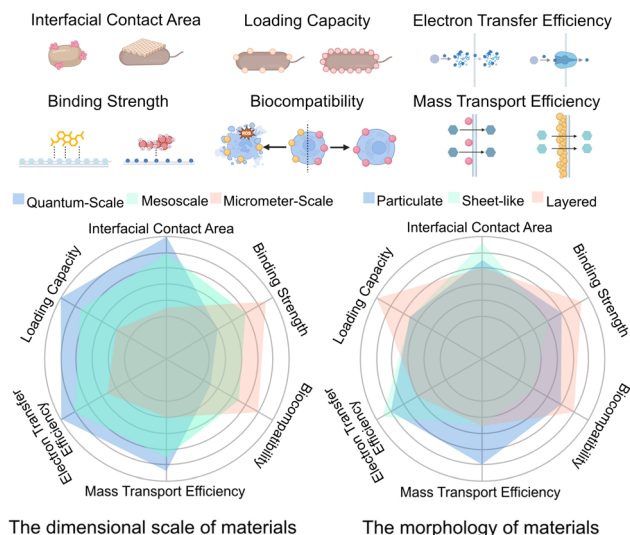 Interfacial Contact Area
Loading Capacity
Electron Transfer Efficiency
Binding Strength
Biocompatibility
Mass Transport Efficiency
Quantum-Scale
Mesoscale
Micrometer-Scale
Particulate
Sheet-like
Layered
Interfacial Contact Area
Binding Strength
Biocompatibility
Mass Transport Efficiency
Electron Transfer
Efficiency
Loading Capacity
Interfacial Contact Area
Binding Strength
Biocompatibility
Mass Transport Efficiency
Electron Transfer
Efficiency
Loading Capacity
The dimensional scale of materials
The morphology of materials